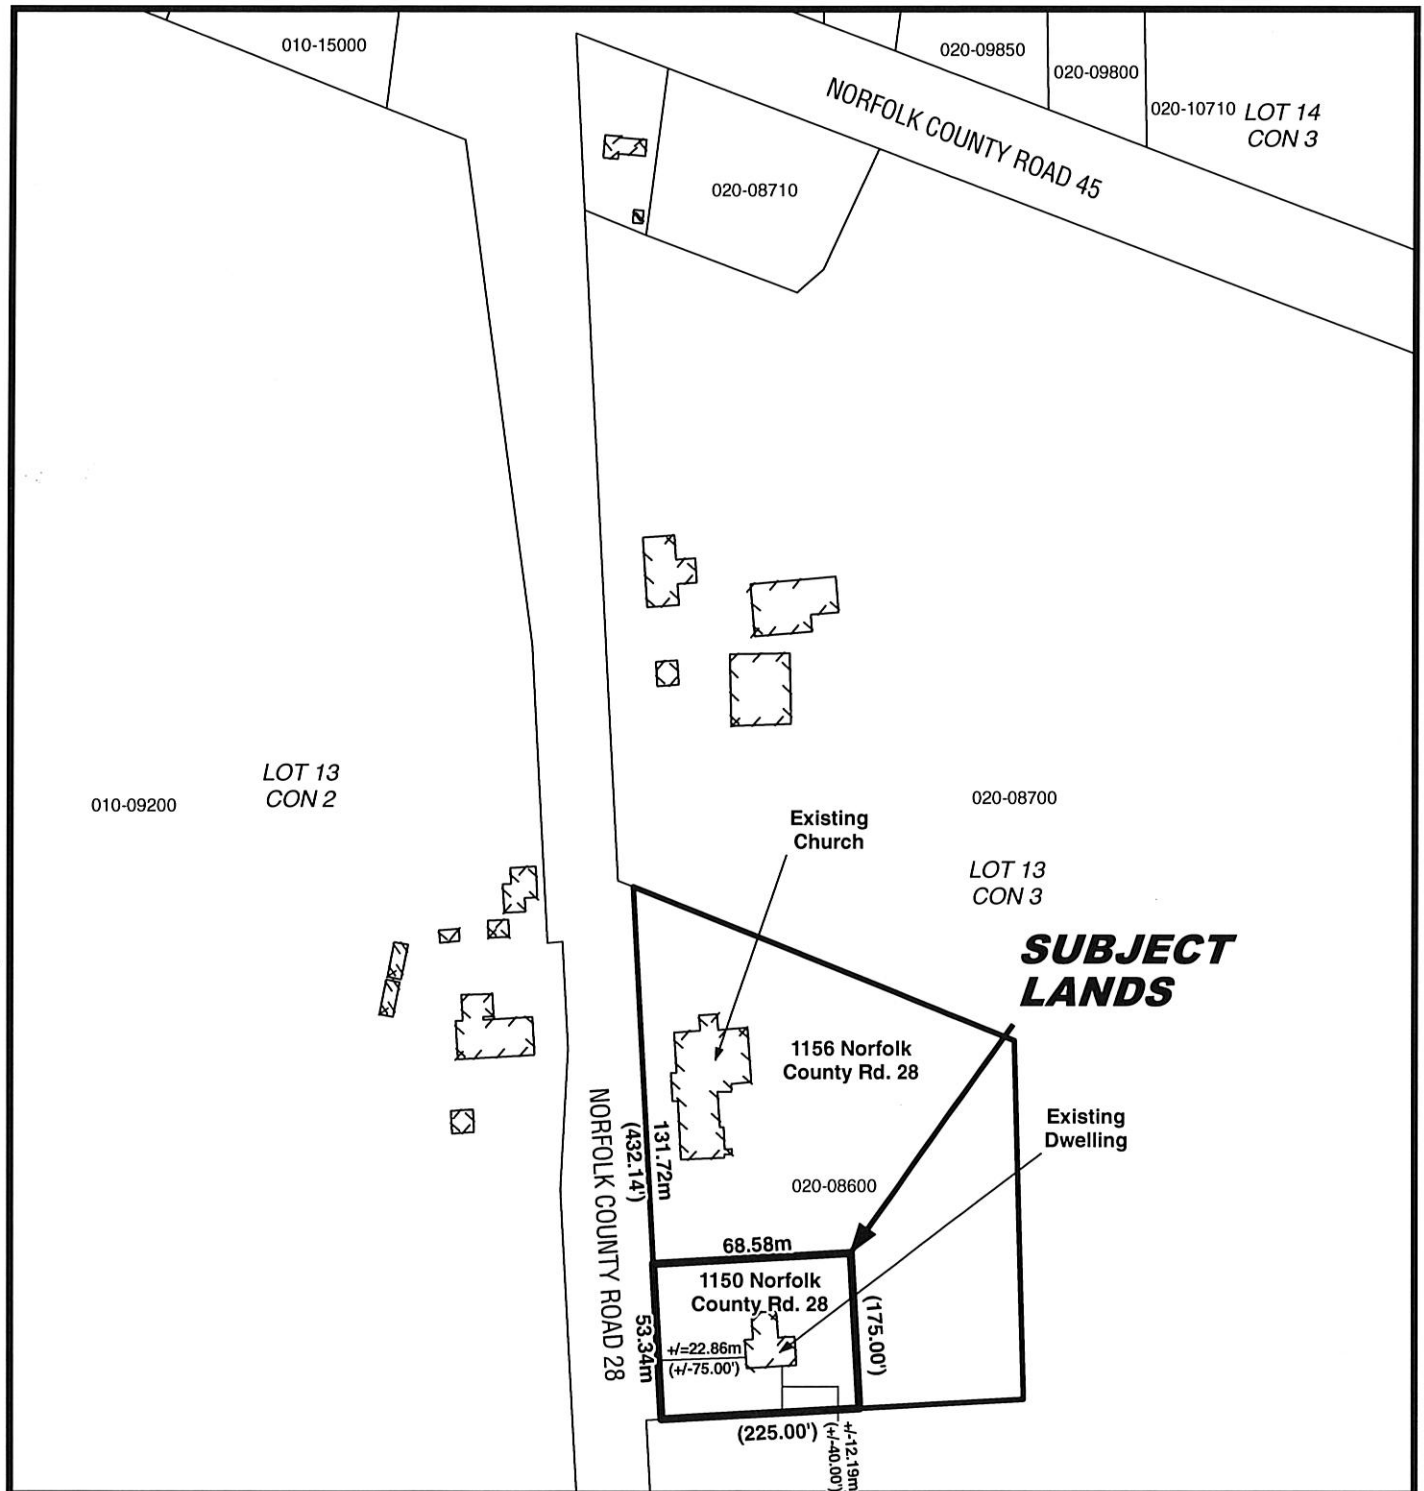 010-15000
020-09850
020-09800
020-10710
LOT 14
CON 3
NORFOLK COUNTY ROAD 45
020-08710
LOT 13
CON 2
010-09200
020-08700
Existing
Church
LOT 13
CON 3
SUBJECT
LANDS
1156 Norfolk
County Rd. 28
Existing
Dwelling
NORFOLK COUNTY ROAD 28
131.72m
(432.14')
020-08600
68.58m
1150 Norfolk
County Rd. 28
53.34m
+/=22.86m
(+/-75.00')
(175.00')
(225.00')
+/-12.19m
(+/-40.00')